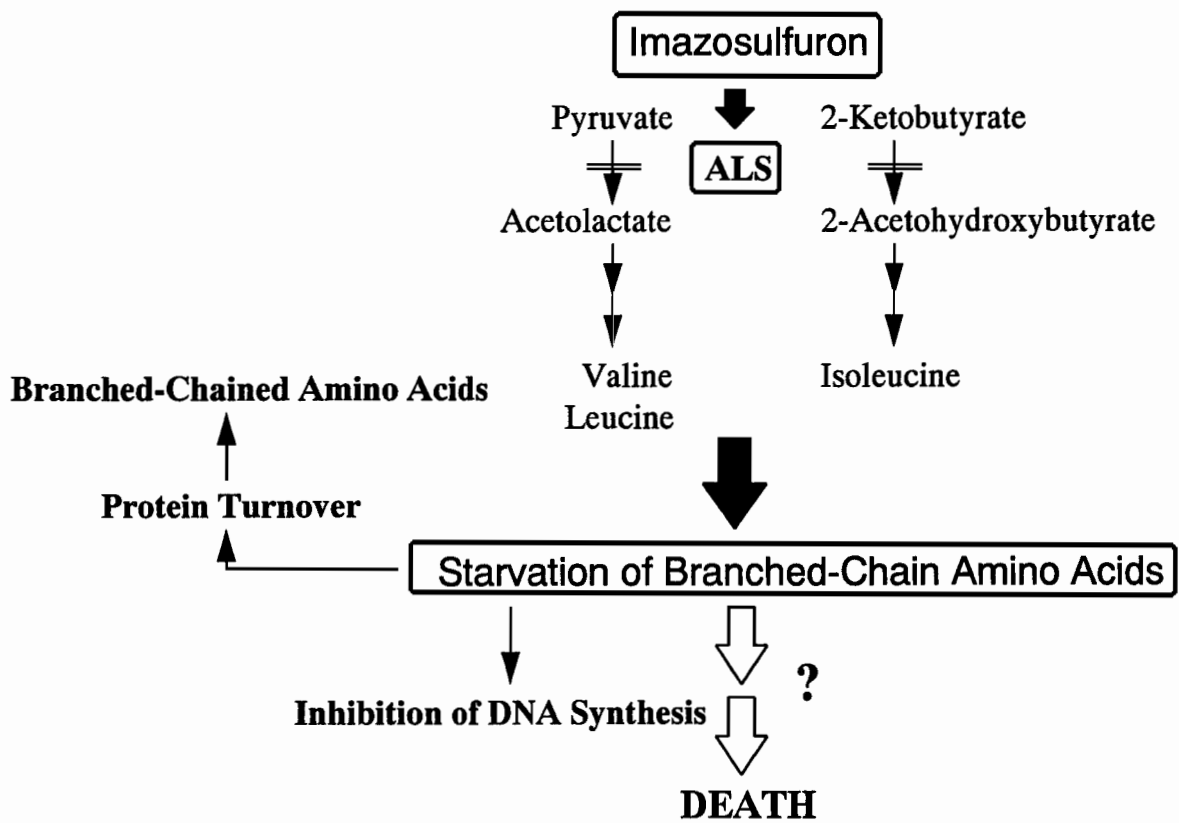 Imazosulfuron
Pyruvate
2-Ketobutyrate
ALS
Acetolactate
2-Acetohydroxybutyrate
Valine
Leucine
Isoleucine
Branched-Chained Amino Acids
Protein Turnover
Starvation of Branched-Chain Amino Acids
?
Inhibition of DNA Synthesis
DEATH